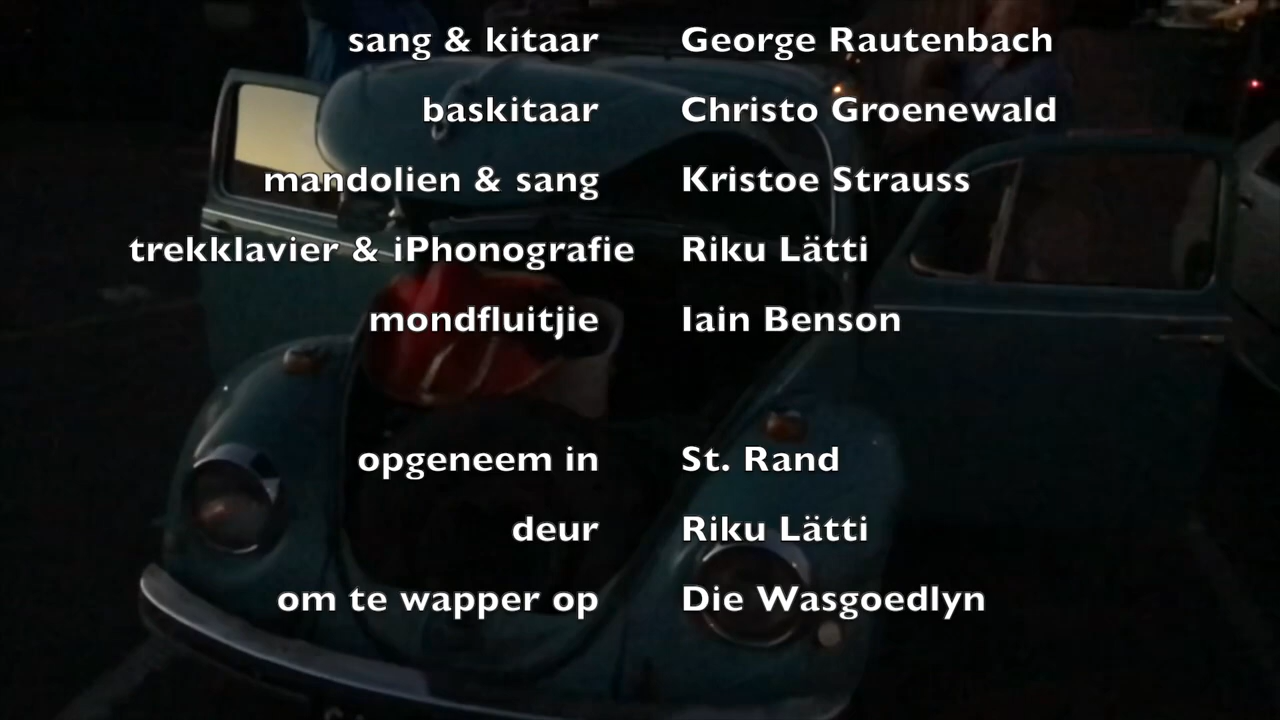 sang & kitaar George Rautenbach
baskitaar Christo Groenewald
mandolien & sang Kristoe Strauss
trekklavier & iPhonografie Riku Lätti
mondfluitjie Iain Benson
opgeneem in St. Rand
deur Riku Lätti
om te wapper op Die Wasgoedlyn